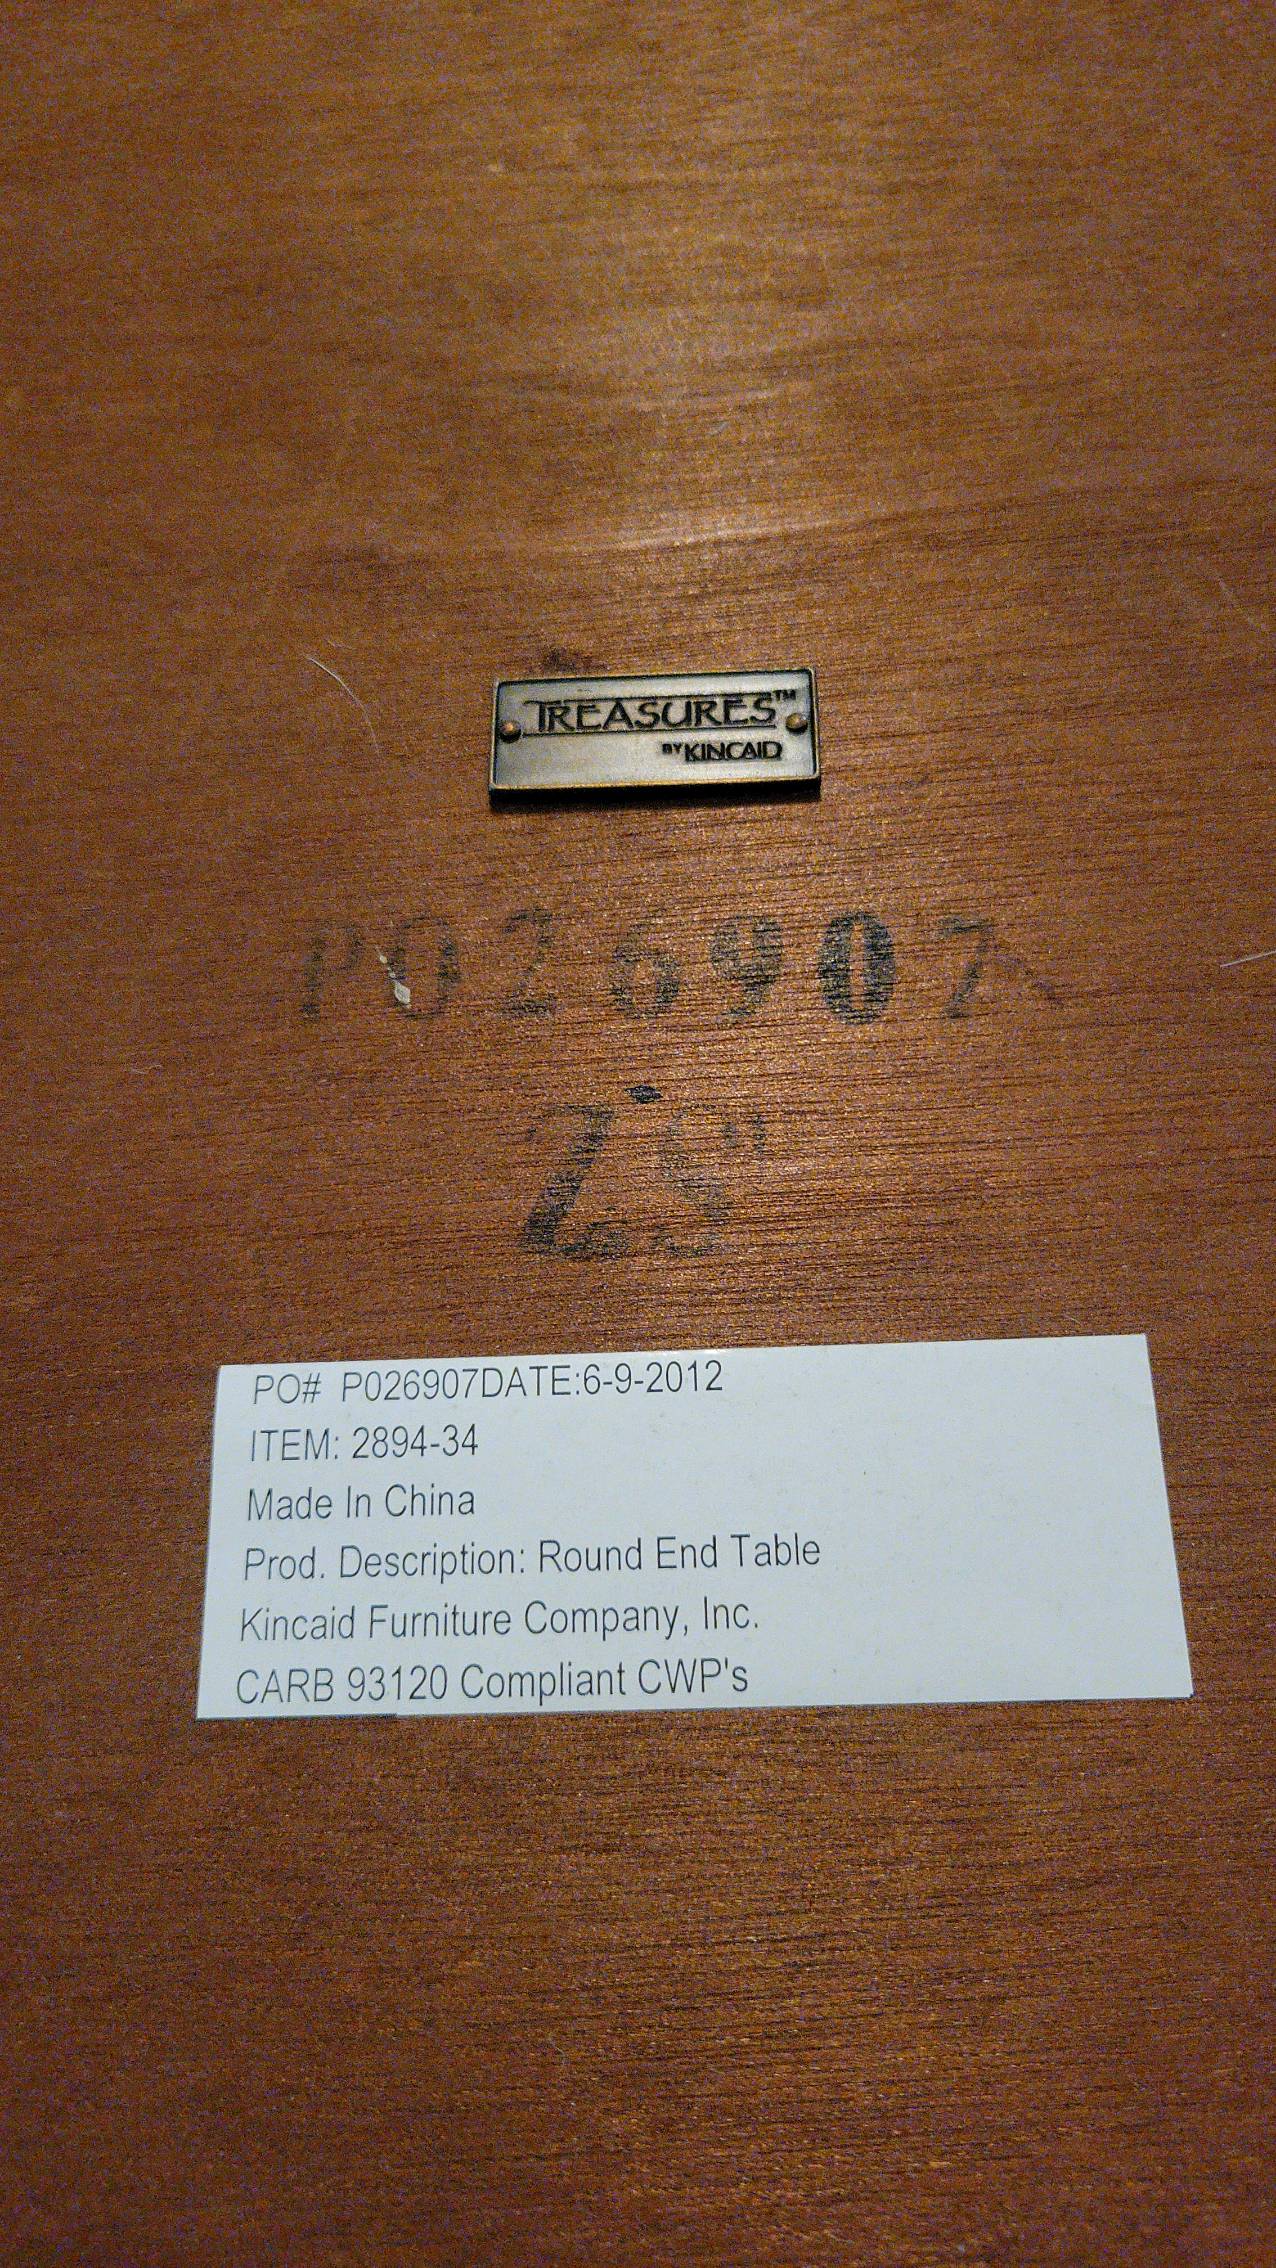 TREASURES™
BY KINCAID
P026907
ZS
PO# P026907DATE:6-9-2012
ITEM: 2894-34
Made In China
Prod. Description: Round End Table
Kincaid Furniture Company, Inc.
CARB 93120 Compliant CWP's